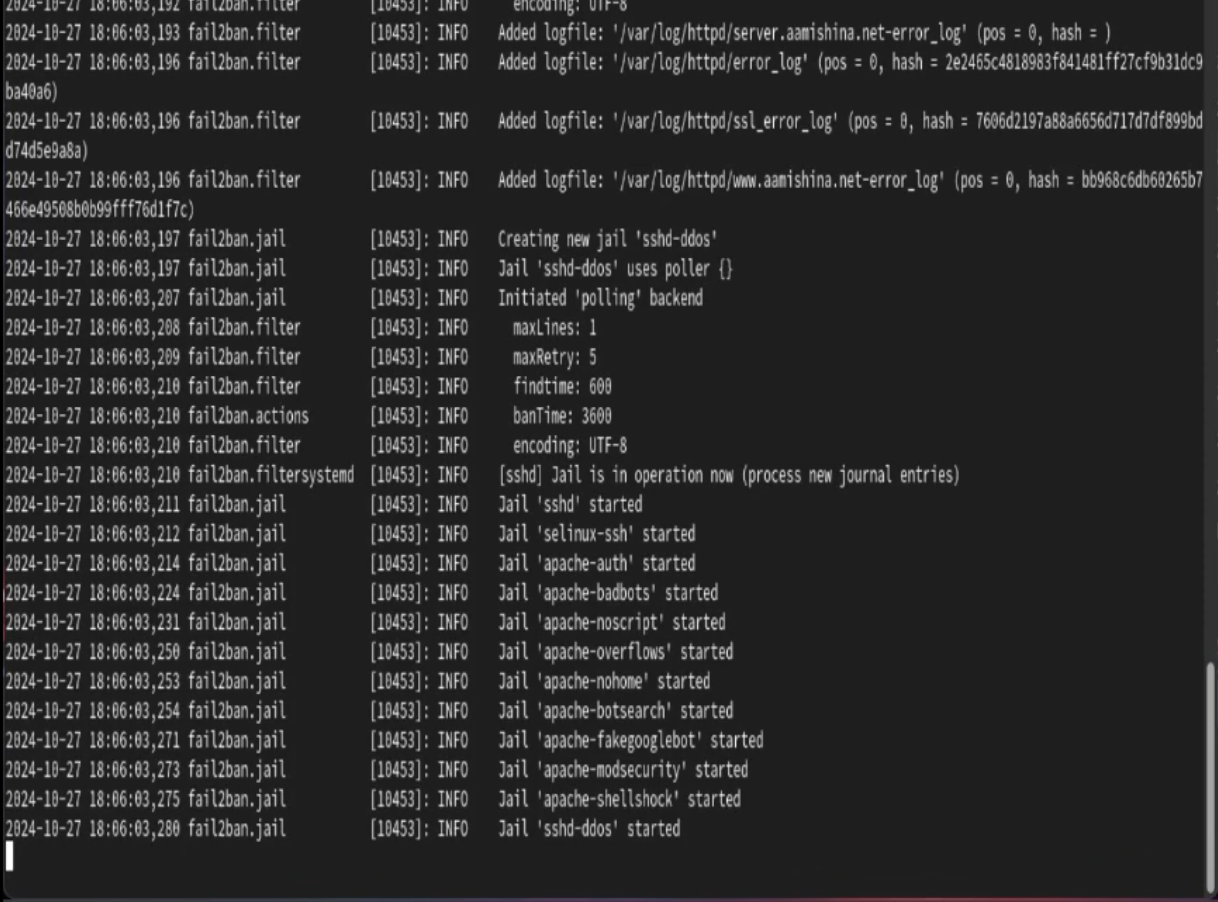 2024-10-27 18:06:03,192 fail2ban.filter [10453]: INFO encoding: UTF-8
2024-10-27 18:06:03,193 fail2ban.filter [10453]: INFO Added logfile: '/var/log/httpd/server.aamishina.net-error_log' (pos = 0, hash = )
2024-10-27 18:06:03,196 fail2ban.filter [10453]: INFO Added logfile: '/var/log/httpd/error_log' (pos = 0, hash = 2e2465c4818983f841481ff27cf9b31dc9
ba40a6)
2024-10-27 18:06:03,196 fail2ban.filter [10453]: INFO Added logfile: '/var/log/httpd/ssl_error_log' (pos = 0, hash = 7606d2197a88a6656d717d7df899bd
d74d5e9a8a)
2024-10-27 18:06:03,196 fail2ban.filter [10453]: INFO Added logfile: '/var/log/httpd/www.aamishina.net-error_log' (pos = 0, hash = bb968c6db60265b7
466e49508b0b99fff76d1f7c)
2024-10-27 18:06:03,197 fail2ban.jail [10453]: INFO Creating new jail 'sshd-ddos'
2024-10-27 18:06:03,197 fail2ban.jail [10453]: INFO Jail 'sshd-ddos' uses poller {}
2024-10-27 18:06:03,207 fail2ban.jail [10453]: INFO Initiated 'polling' backend
2024-10-27 18:06:03,208 fail2ban.filter [10453]: INFO maxLines: 1
2024-10-27 18:06:03,209 fail2ban.filter [10453]: INFO maxRetry: 5
2024-10-27 18:06:03,210 fail2ban.filter [10453]: INFO findtime: 600
2024-10-27 18:06:03,210 fail2ban.actions [10453]: INFO banTime: 3600
2024-10-27 18:06:03,210 fail2ban.filter [10453]: INFO encoding: UTF-8
2024-10-27 18:06:03,210 fail2ban.filtersystemd [10453]: INFO [sshd] Jail is in operation now (process new journal entries)
2024-10-27 18:06:03,211 fail2ban.jail [10453]: INFO Jail 'sshd' started
2024-10-27 18:06:03,212 fail2ban.jail [10453]: INFO Jail 'selinux-ssh' started
2024-10-27 18:06:03,214 fail2ban.jail [10453]: INFO Jail 'apache-auth' started
2024-10-27 18:06:03,224 fail2ban.jail [10453]: INFO Jail 'apache-badbots' started
2024-10-27 18:06:03,231 fail2ban.jail [10453]: INFO Jail 'apache-noscript' started
2024-10-27 18:06:03,250 fail2ban.jail [10453]: INFO Jail 'apache-overflows' started
2024-10-27 18:06:03,253 fail2ban.jail [10453]: INFO Jail 'apache-nohome' started
2024-10-27 18:06:03,254 fail2ban.jail [10453]: INFO Jail 'apache-botsearch' started
2024-10-27 18:06:03,271 fail2ban.jail [10453]: INFO Jail 'apache-fakegooglebot' started
2024-10-27 18:06:03,273 fail2ban.jail [10453]: INFO Jail 'apache-modsecurity' started
2024-10-27 18:06:03,275 fail2ban.jail [10453]: INFO Jail 'apache-shellshock' started
2024-10-27 18:06:03,280 fail2ban.jail [10453]: INFO Jail 'sshd-ddos' started